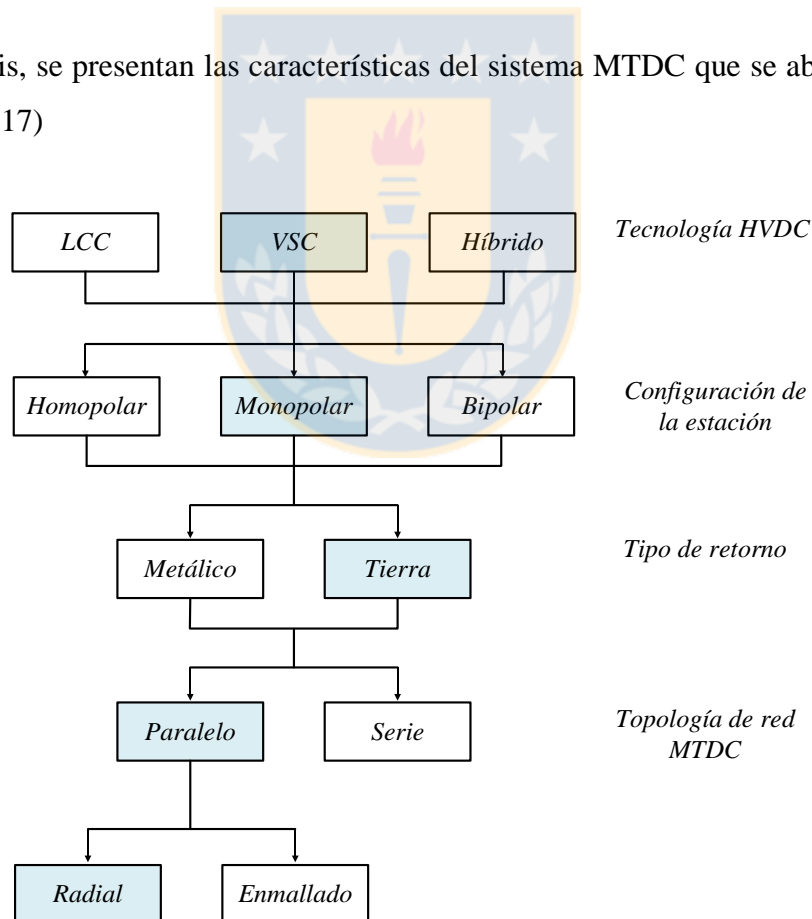 is, se presentan las características del sistema MTDC que se ab
17)
LCC
VSC
Híbrido
Tecnología HVDC
Homopolar
Monopolar
Bipolar
Configuración de
la estación
Metálico
Tierra
Tipo de retorno
Paralelo
Serie
Topología de red
MTDC
Radial
Enmallado